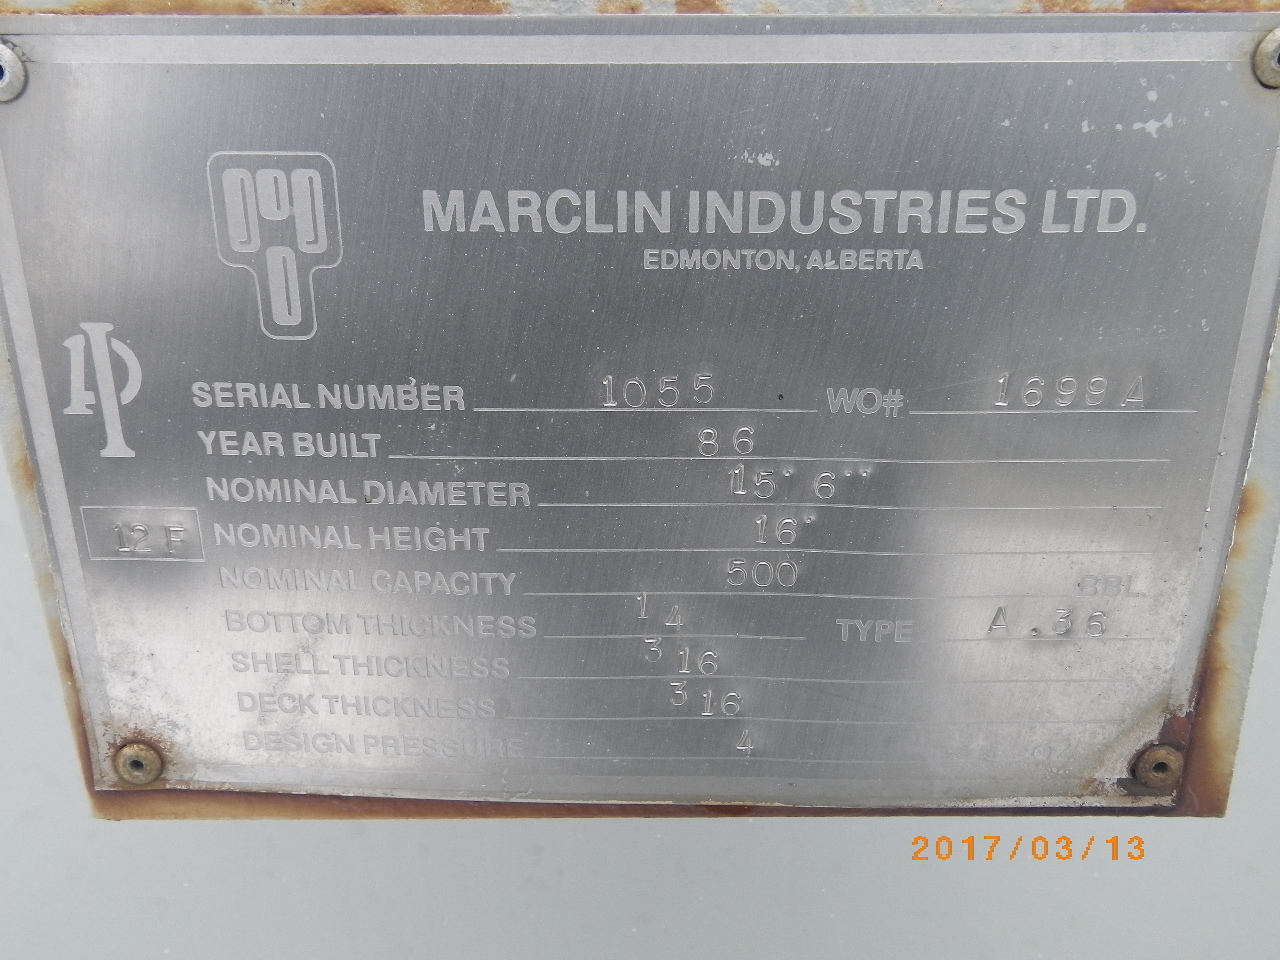 MARCLIN INDUSTRIES LTD.
EDMONTON, ALBERTA
API
SERIAL NUMBER 1055 WO# 1699A
YEAR BUILT 86
NOMINAL DIAMETER 15' 6''
12 F
NOMINAL HEIGHT 16'
NOMINAL CAPACITY 500 BBL.
BOTTOM THICKNESS 1 4 TYPE A.36
SHELL THICKNESS 3 16
DECK THICKNESS 3 16
DESIGN PRESSURE 4
2017/03/13